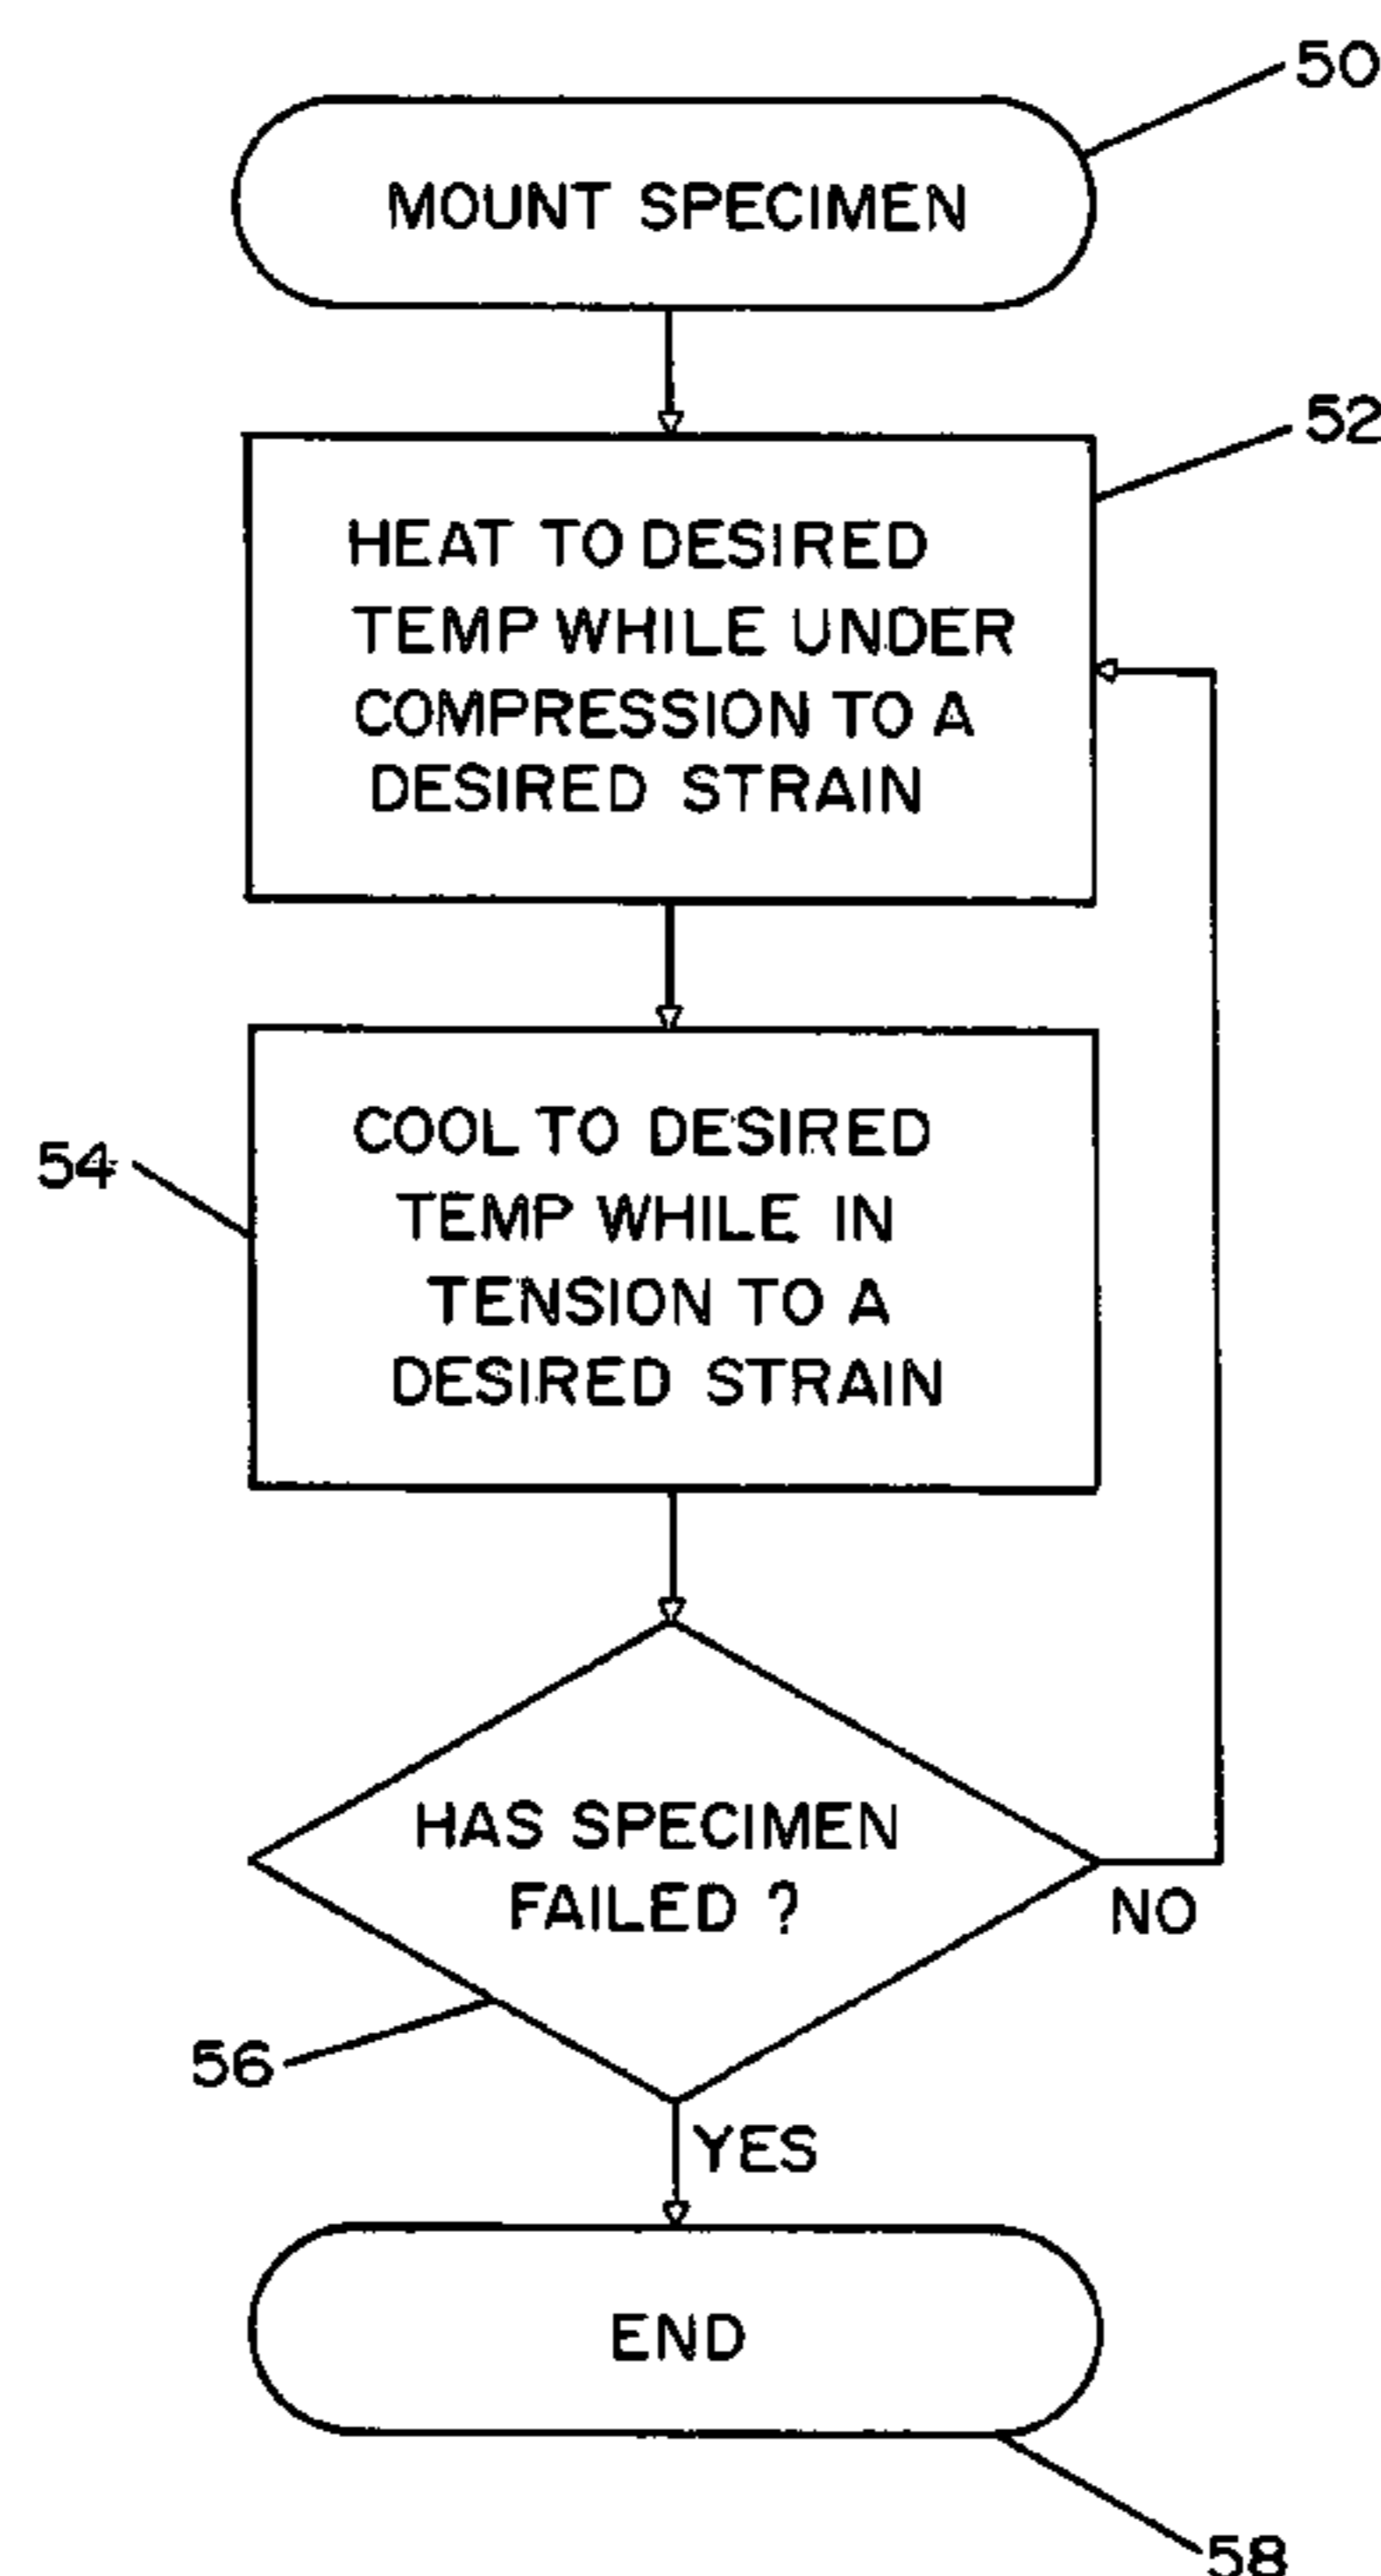 50
MOUNT SPECIMEN
52
HEAT TO DESIRED
TEMP WHILE UNDER
COMPRESSION TO A
DESIRED STRAIN
54
COOL TO DESIRED
TEMP WHILE IN
TENSION TO A
DESIRED STRAIN
HAS SPECIMEN
FAILED ?
NO
56
YES
END
58